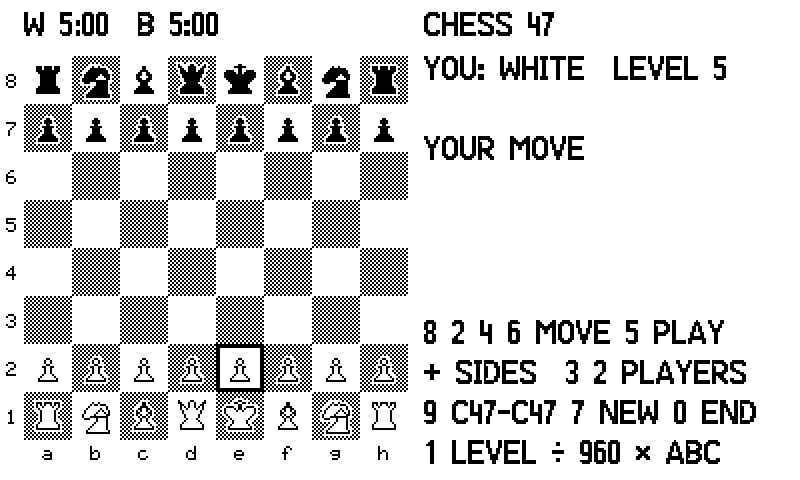 W 5:00 B 5:00
CHESS 47
YOU: WHITE LEVEL 5
YOUR MOVE
8
7
6
5
4
3
2
1
a b c d e f g h
8 2 4 6 MOVE 5 PLAY
+ SIDES 3 2 PLAYERS
9 C47-C47 7 NEW 0 END
1 LEVEL ÷ 960 × ABC